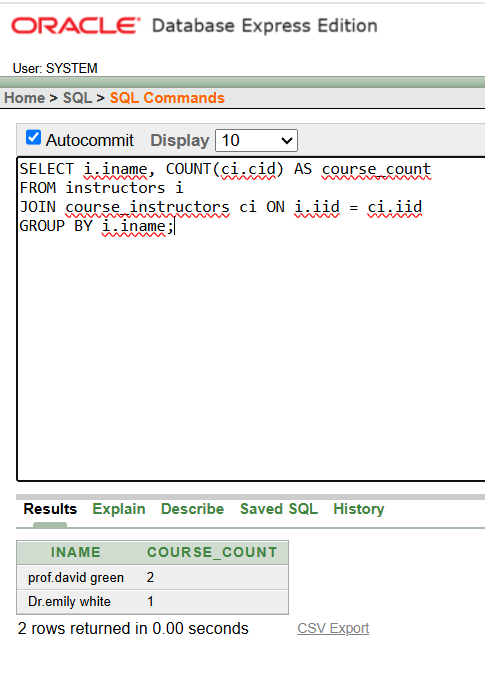 ORACLE® Database Express Edition
User: SYSTEM
Home > SQL > SQL Commands
Autocommit Display 10
SELECT i.iname, COUNT(ci.cid) AS course_count
FROM instructors i
JOIN course_instructors ci ON i.iid = ci.iid
GROUP BY i.iname;
Results Explain Describe Saved SQL History
INAME COURSE_COUNT
prof.david green 2
Dr.emily white 1
2 rows returned in 0.00 seconds CSV Export